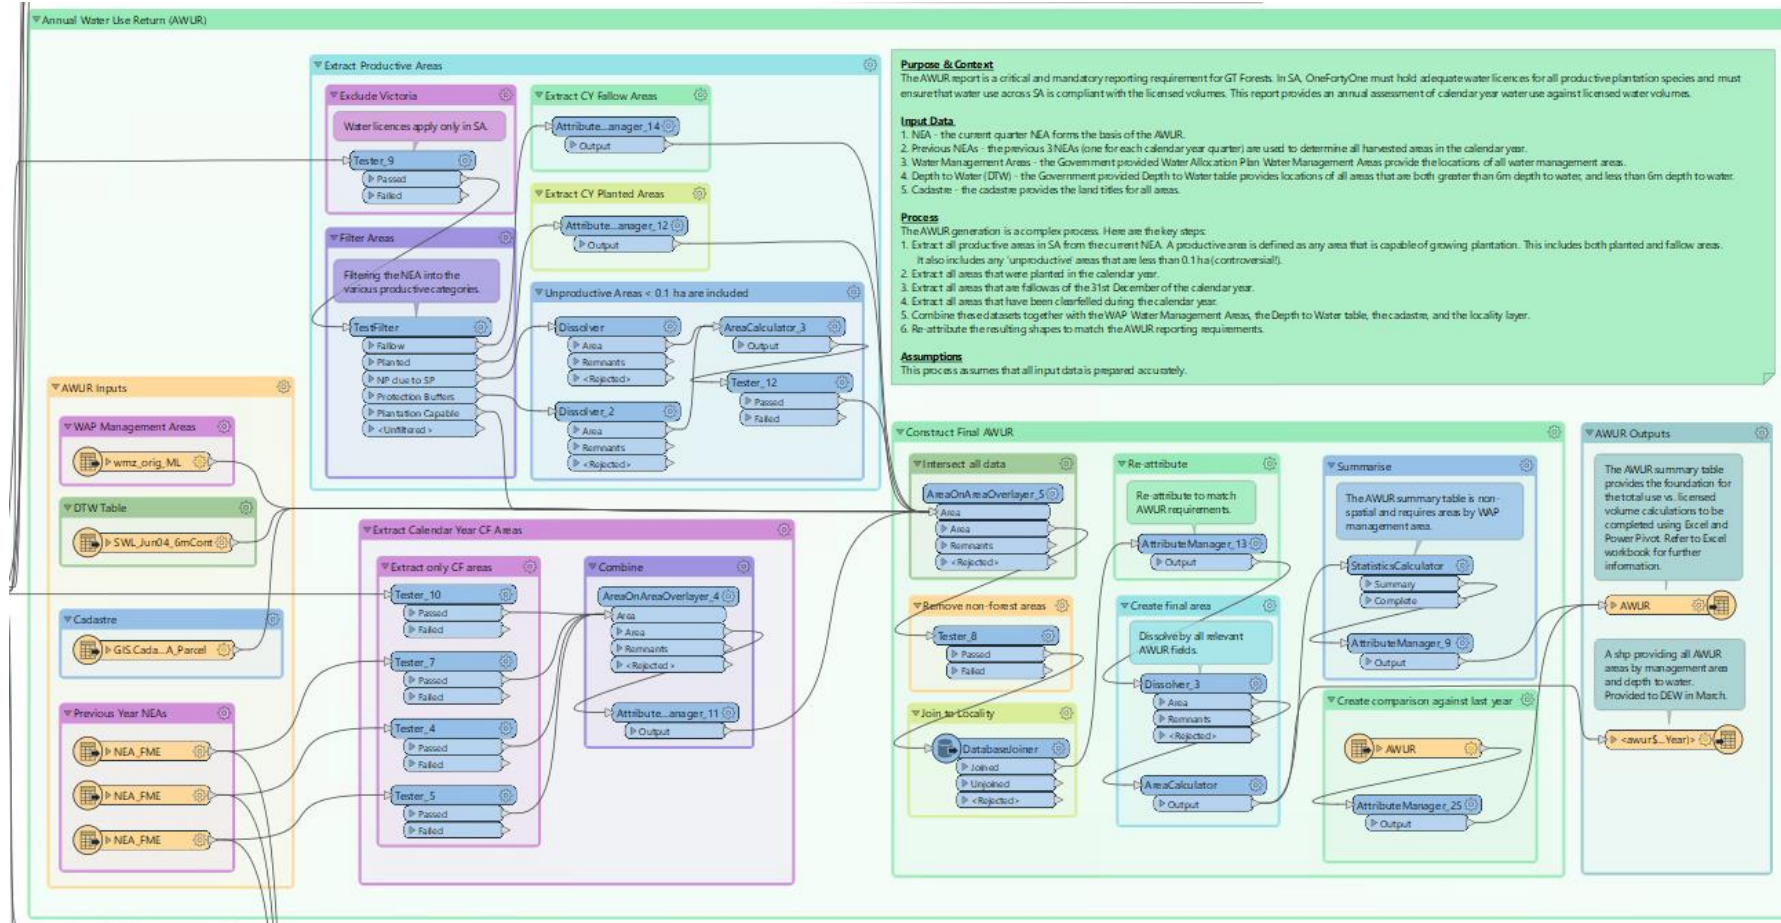 Annual Water Use Return (AWUR)
Extract Productive Areas
Exclude Victoria
Water licences apply only in SA.
Tester_9
Passed
Failed
Filter Areas
Filtering the NEA into the
various productive categories.
TestFilter
Fallow
Planted
NP due to SP
Protection Buffers
Plantation Capable
<Unfiltered>
Extract CY Fallow Areas
Attribute...anager_14
Output
Extract CY Planted Areas
Attribute...anager_12
Output
Unproductive Areas < 0.1 ha are included
Dissolver
Area
Remnants
<Rejected>
Dissolver_2
Area
Remnants
<Rejected>
AreaCalculator_3
Output
Tester_12
Passed
Failed
Purpose & Context
The AWUR report is a critical and mandatory reporting requirement for GT Forests. In SA, OneFortyOne must hold adequate water licences for all productive plantation species and must
ensure that water use across SA is compliant with the licensed volumes. This report provides an annual assessment of calendar year water use against licensed water volumes.
Input Data
1. NEA - the current quarter NEA forms the basis of the AWUR.
2. Previous NEAs - the previous 3 NEAs (one for each calendar year quarter) are used to determine all harvested areas in the calendar year.
3. Water Management Areas - the Government provided Water Allocation Plan Water Management Areas provide the locations of all water management areas.
4. Depth to Water (DTW) - the Government provided Depth to Water table provides locations of all areas that are both greater than 6m depth to water, and less than 6m depth to water.
5. Cadastre - the cadastre provides the land titles for all areas.
Process
The AWUR generation is a complex process. Here are the key steps:
1. Extract all productive areas in SA from the current NEA. A productive area is defined as any area that is capable of growing plantation. This includes both planted and fallow areas.
It also includes any 'unproductive' areas that are less than 0.1 ha (controversial!).
2. Extract all areas that were planted in the calendar year.
3. Extract all areas that are fallow as of the 31st December of the calendar year.
4. Extract all areas that have been clearfelled during the calendar year.
5. Combine these datasets together with the WAP Water Management Areas, the Depth to Water table, the cadastre, and the locality layer.
6. Re-attribute the resulting shapes to match the AWUR reporting requirements.
Assumptions
This process assumes that all input data is prepared accurately.
AWUR Inputs
WAP Management Areas
wmz_orig_ML
DTW Table
SWL_Jun04_6mCont
Cadastre
GIS.Cada...A_Parcel
Previous Year NEAs
NEA_FME
NEA_FME
NEA_FME
Extract Calendar Year CF Areas
Extract only CF areas
Tester_10
Passed
Failed
Tester_7
Passed
Failed
Tester_4
Passed
Failed
Tester_5
Passed
Failed
Combine
AreaOnAreaOverlayer_4
Area
Area
Remnants
<Rejected>
Attribute...anager_11
Output
Construct Final AWUR
Intersect all data
AreaOnAreaOverlayer_5
Area
Area
Remnants
<Rejected>
Remove non-forest areas
Tester_8
Passed
Failed
Join to Locality
DatabaseJoiner
Joined
Unjoined
<Rejected>
Re-attribute
Re-attribute to match
AWUR requirements.
AttributeManager_13
Output
Create final area
Dissolve by all relevant
AWUR fields.
Dissolver_3
Area
Remnants
<Rejected>
AreaCalculator
Output
Summarise
The AWUR summary table is non-
spatial and requires areas by WAP
management area.
StatisticsCalculator
Summary
Complete
AttributeManager_9
Output
Create comparison against last year
AWUR
AttributeManager_25
Output
AWUR Outputs
The AWUR summary table
provides the foundation for
the total use vs. licensed
volume calculations to be
completed using Excel and
Power Pivot. Refer to Excel
workbook for further
information.
AWUR
A shp providing all AWUR
areas by management area
and depth to water.
Provided to DEW in March.
<awur$...Year)>